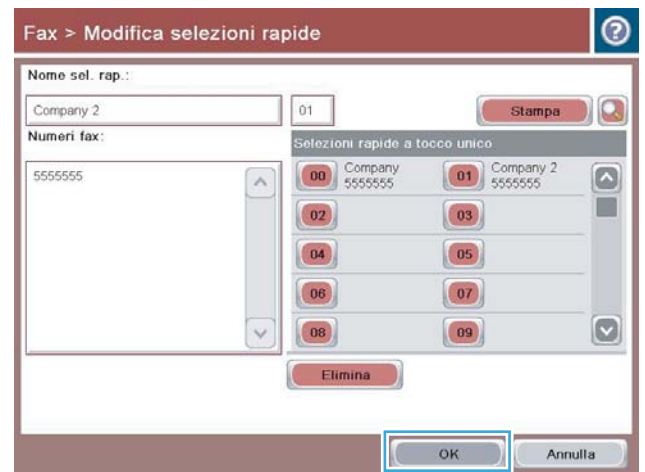 Fax > Modifica selezioni rapide
?
Nome sel. rap.:
Company 2
01
Stampa
Numeri fax:
Selezioni rapide a tocco unico
5555555
00 Company 5555555
01 Company 2 5555555
02
03
04
05
06
07
08
09
Elimina
OK
Annulla